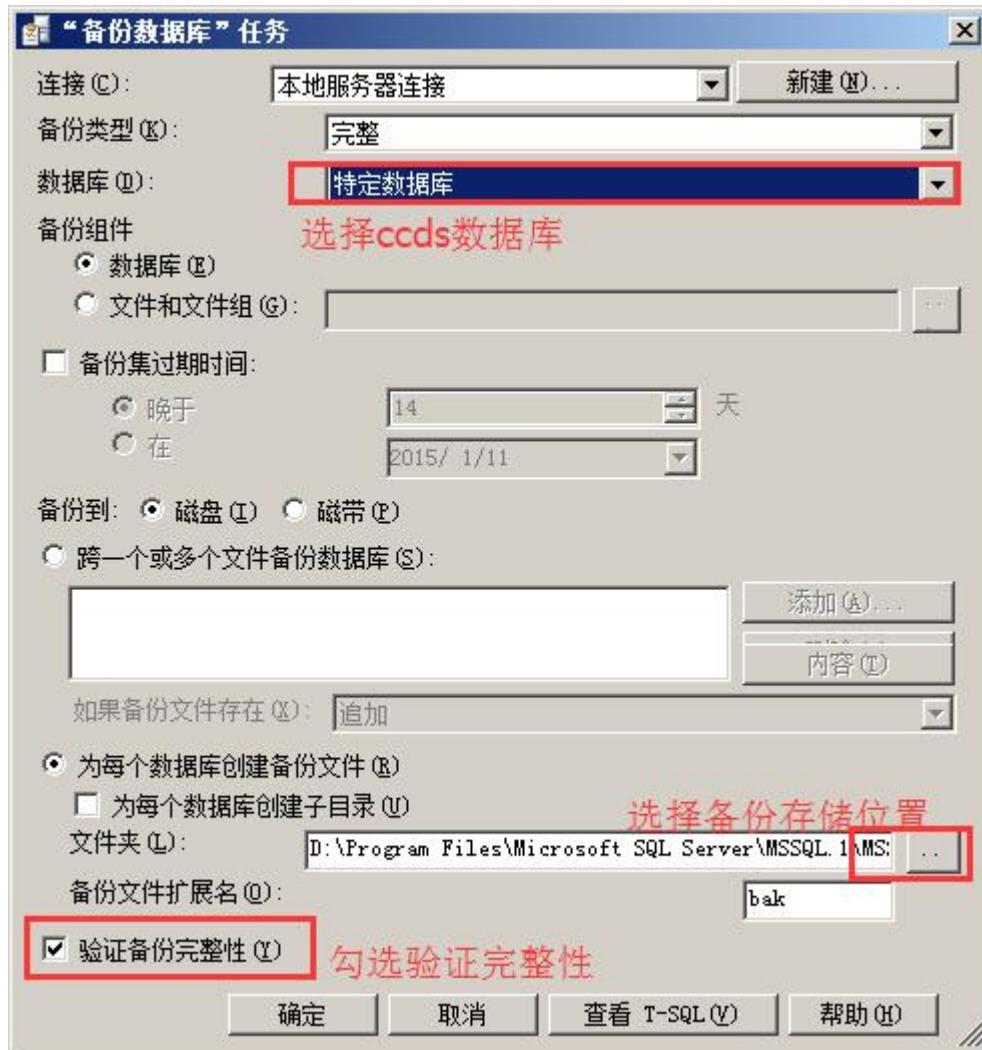 “备份数据库”任务
连接(C): 本地服务器连接 新建(N)...
备份类型(K): 完整
数据库(D): 特定数据库
备份组件 选择ccds数据库
数据库(E)
文件和文件组(G):
备份集过期时间:
晚于 14 天
在 2015/ 1/11
备份到: 磁盘(I) 磁带(P)
跨一个或多个文件备份数据库(S):
添加(A)...
内容(T)
如果备份文件存在(X): 追加
为每个数据库创建备份文件(R)
为每个数据库创建子目录(U)
选择备份存储位置
文件夹(L): D:\Program Files\Microsoft SQL Server\MSSQL.1\MS
备份文件扩展名(O): bak
验证备份完整性(Y) 勾选验证完整性
确定 取消 查看 T-SQL(V) 帮助(H)